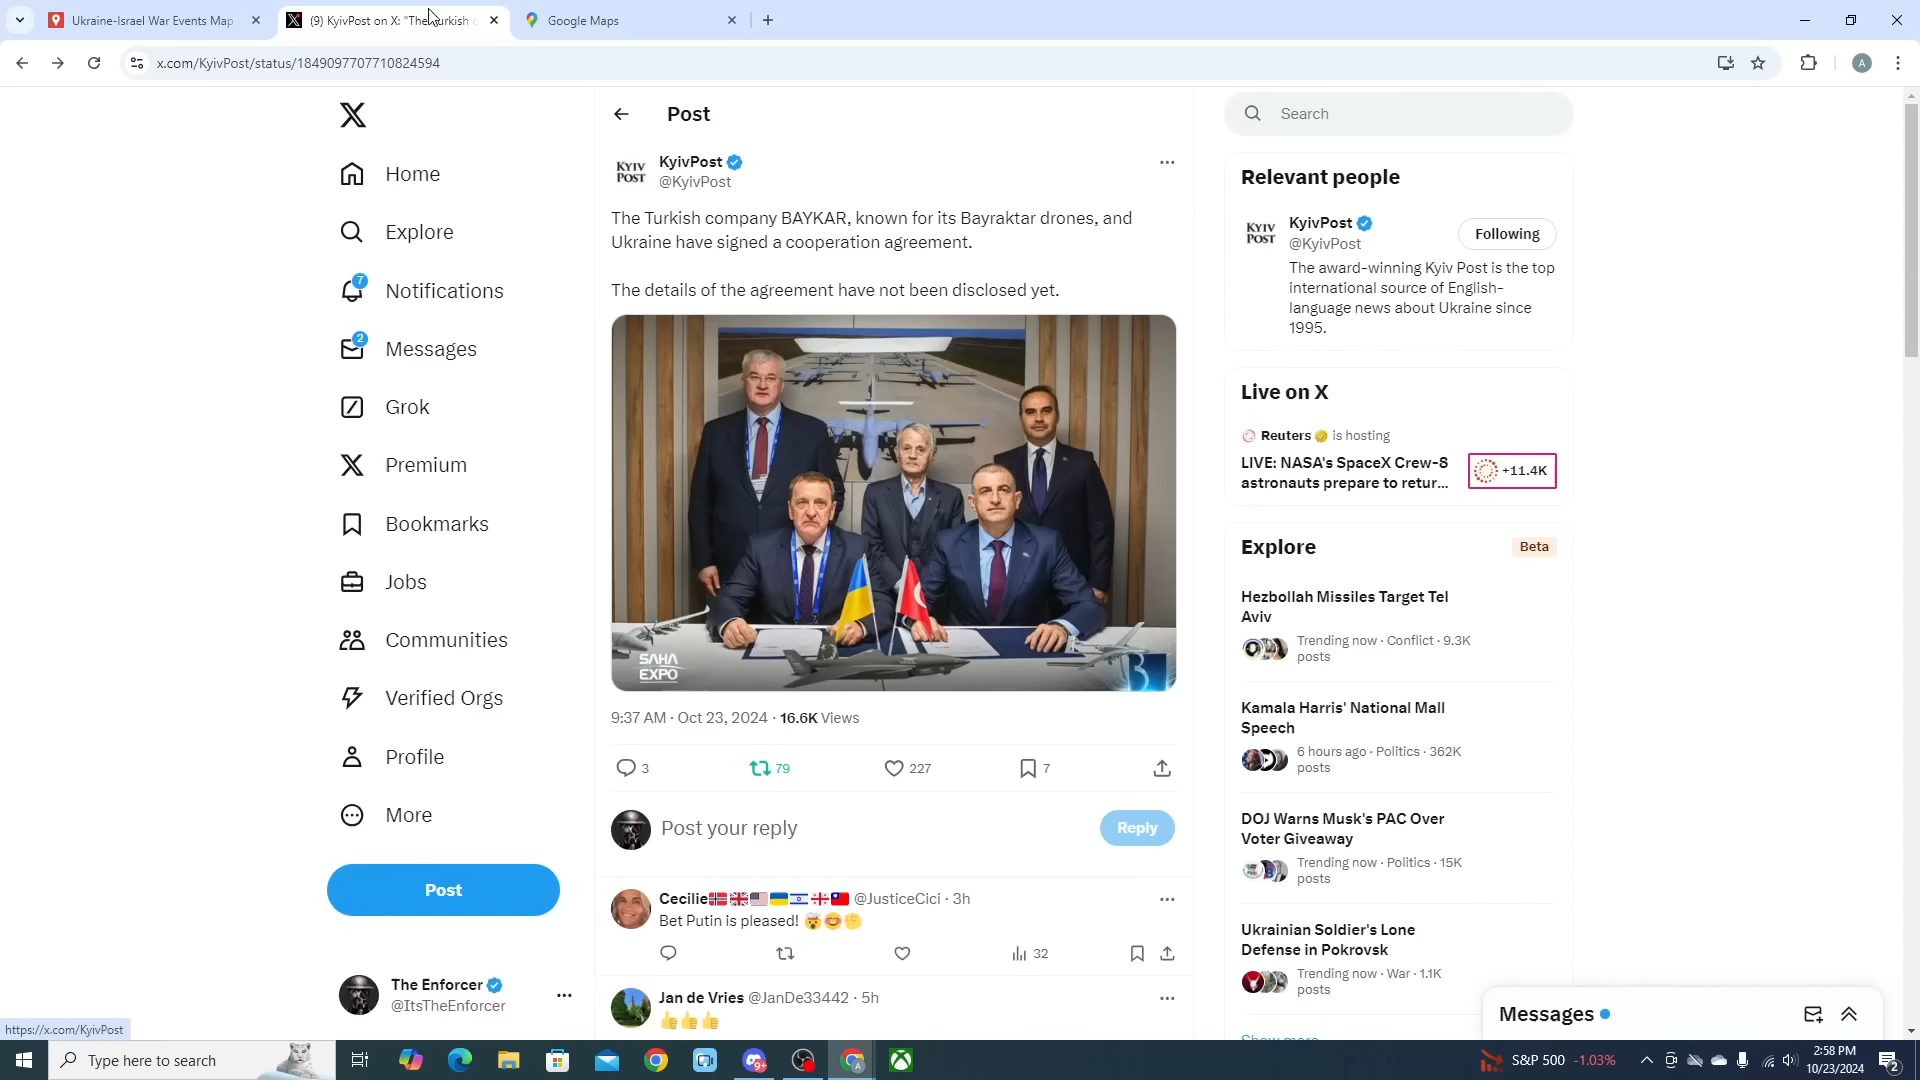 Ukraine-Israel War Events Map
(9) KyivPost on X: "The Turkish c
Google Maps
x.com/KyivPost/status/1849097707710824594
A
Home
Explore
7
Notifications
2
Messages
Grok
Premium
Bookmarks
Jobs
Communities
Verified Orgs
Profile
More
Post
The Enforcer
@ItsTheEnforcer
https://x.com/KyivPost
Post
KYIV
POST
KyivPost
@KyivPost
The Turkish company BAYKAR, known for its Bayraktar drones, and
Ukraine have signed a cooperation agreement.
The details of the agreement have not been disclosed yet.
SAHA
EXPO
9:37 AM · Oct 23, 2024 · 16.6K Views
3
79
227
7
Post your reply
Reply
Cecilie🇳🇴🇬🇧🇺🇸🇺🇦🇮🇱🇬🇪🇹🇼 @JusticeCici · 3h
Bet Putin is pleased! 🤯😍✊
32
Jan de Vries @JanDe33442 · 5h
👍👍👍
Search
Relevant people
KYIV
POST
KyivPost
@KyivPost
Following
The award-winning Kyiv Post is the top
international source of English-
language news about Ukraine since
1995.
Live on X
Reuters is hosting
LIVE: NASA's SpaceX Crew-8
astronauts prepare to retur...
+11.4K
Explore
Beta
Hezbollah Missiles Target Tel
Aviv
Trending now · Conflict · 9.3K
posts
Kamala Harris' National Mall
Speech
6 hours ago · Politics · 362K
posts
DOJ Warns Musk's PAC Over
Voter Giveaway
Trending now · Politics · 15K
posts
Ukrainian Soldier's Lone
Defense in Pokrovsk
Trending now · War · 1.1K
posts
Show more
Messages
Type here to search
9+
A
S&P 500 -1.03%
2:58 PM
10/23/2024
2